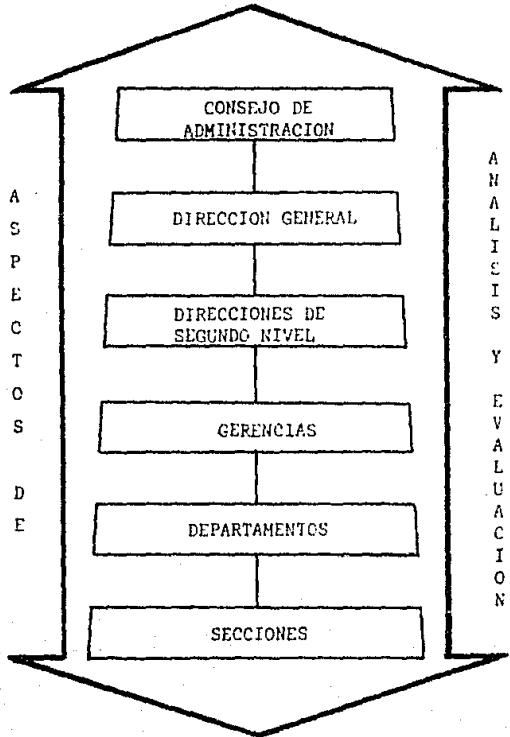 ASPECTOS DE
CONSEJO DE
ADMINISTRACION
DIRECCION GENERAL
DIRECCIONES DE
SEGUNDO NIVEL
GERENCIAS
DEPARTAMENTOS
SECCIONES
ANALISIS Y EVALUACION